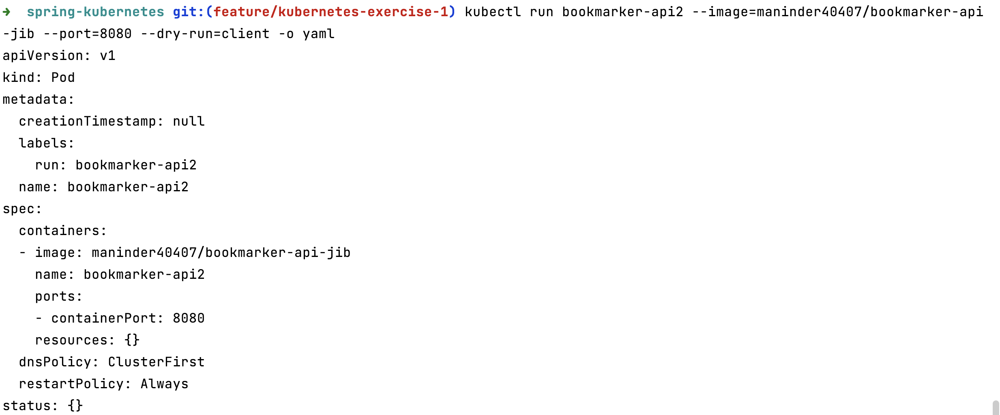 ➜  spring-kubernetes git:(feature/kubernetes-exercise-1) kubectl run bookmarker-api2 --image=maninder40407/bookmarker-api
-jib --port=8080 --dry-run=client -o yaml
apiVersion: v1
kind: Pod
metadata:
  creationTimestamp: null
  labels:
    run: bookmarker-api2
  name: bookmarker-api2
spec:
  containers:
  - image: maninder40407/bookmarker-api-jib
    name: bookmarker-api2
    ports:
    - containerPort: 8080
    resources: {}
  dnsPolicy: ClusterFirst
  restartPolicy: Always
status: {}